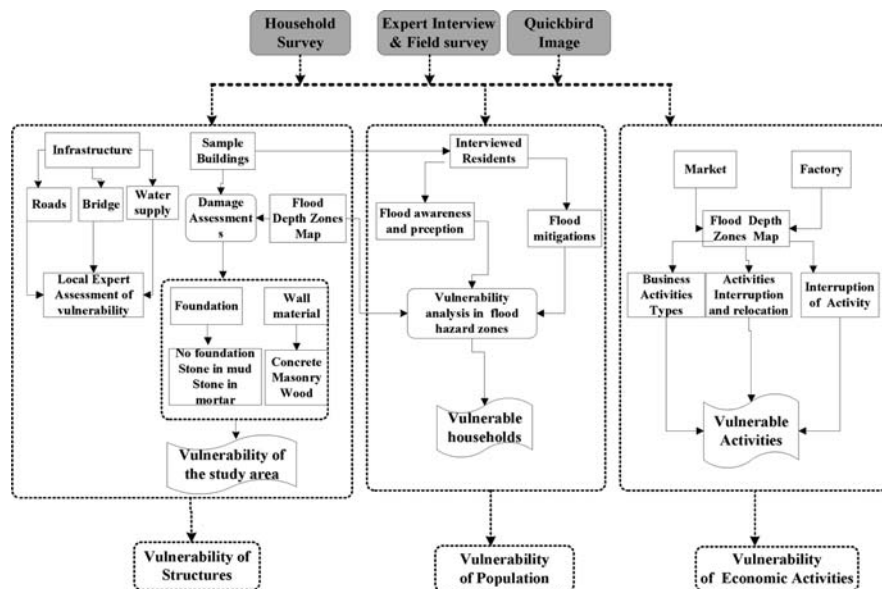 Household
Survey
Expert Interview
& Field survey
Quickbird
Image
Infrastructure
Roads
Bridge
Water
supply
Local Expert
Assessment of
vulnerability
Sample
Buildings
Damage
Assessment
s
Flood
Depth Zones
Map
Foundation
Wall
material
No foundation
Stone in mud
Stone in
mortar
Concrete
Masonry
Wood
Vulnerability of
the study area
Interviewed
Residents
Flood awareness
and prception
Flood
mitigations
Vulnerability
analysis in flood
hazard zones
Vulnerable
households
Market
Factory
Flood Depth
Zones Map
Business
Activities
Types
Activities
Interruption
and relocation
Interruption
of Activity
Vulnerable
Activities
Vulnerability of
Structures
Vulnerability
of Population
Vulnerability
of Economic Activities